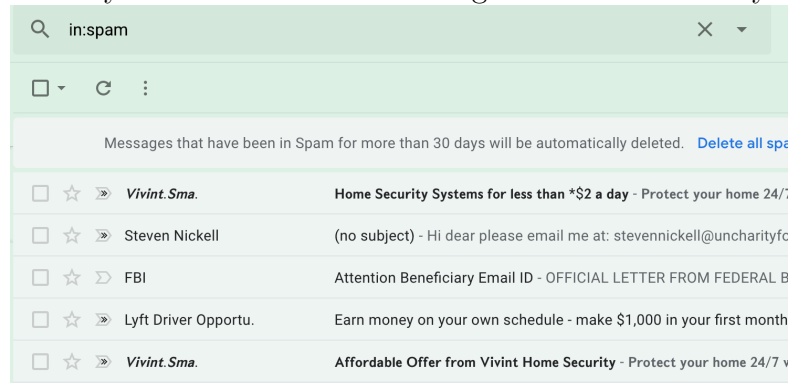 in:spam
Messages that have been in Spam for more than 30 days will be automatically deleted. Delete all
Vivint.Sma. Home Security Systems for less than *$2 a day - Protect your home 24/7
Steven Nickell (no subject) - Hi dear please email me at: stevennickell@uncharityfo
FBI Attention Beneficiary Email ID - OFFICIAL LETTER FROM FEDERAL B
Lyft Driver Opportu. Earn money on your own schedule - make $1,000 in your first month
Vivint.Sma. Affordable Offer from Vivint Home Security - Protect your home 24/7